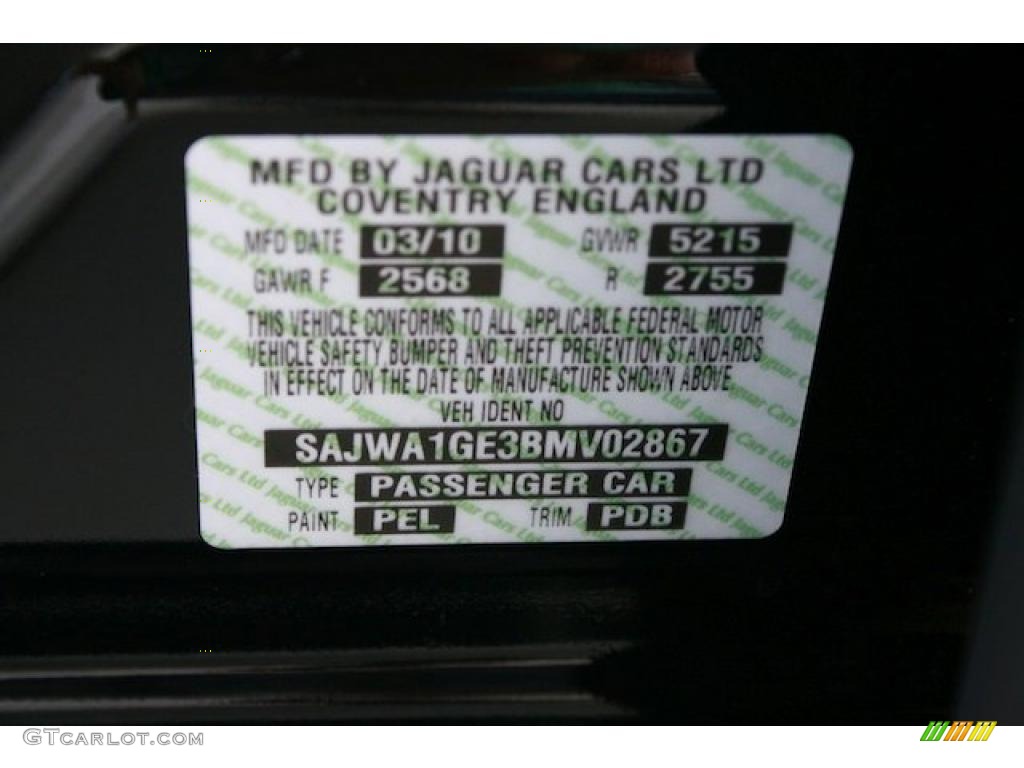 MFD BY JAGUAR CARS LTD
COVENTRY ENGLAND
MFD DATE 03/10 GVWR 5215
GAWR F 2568 R 2755
THIS VEHICLE CONFORMS TO ALL APPLICABLE FEDERAL MOTOR
VEHICLE SAFETY BUMPER AND THEFT PREVENTION STANDARDS
IN EFFECT ON THE DATE OF MANUFACTURE SHOWN ABOVE
VEH IDENT NO
SAJWA1GE3BMV02867
TYPE PASSENGER CAR
PAINT PEL TRIM PDB
GTCARLOT.COM